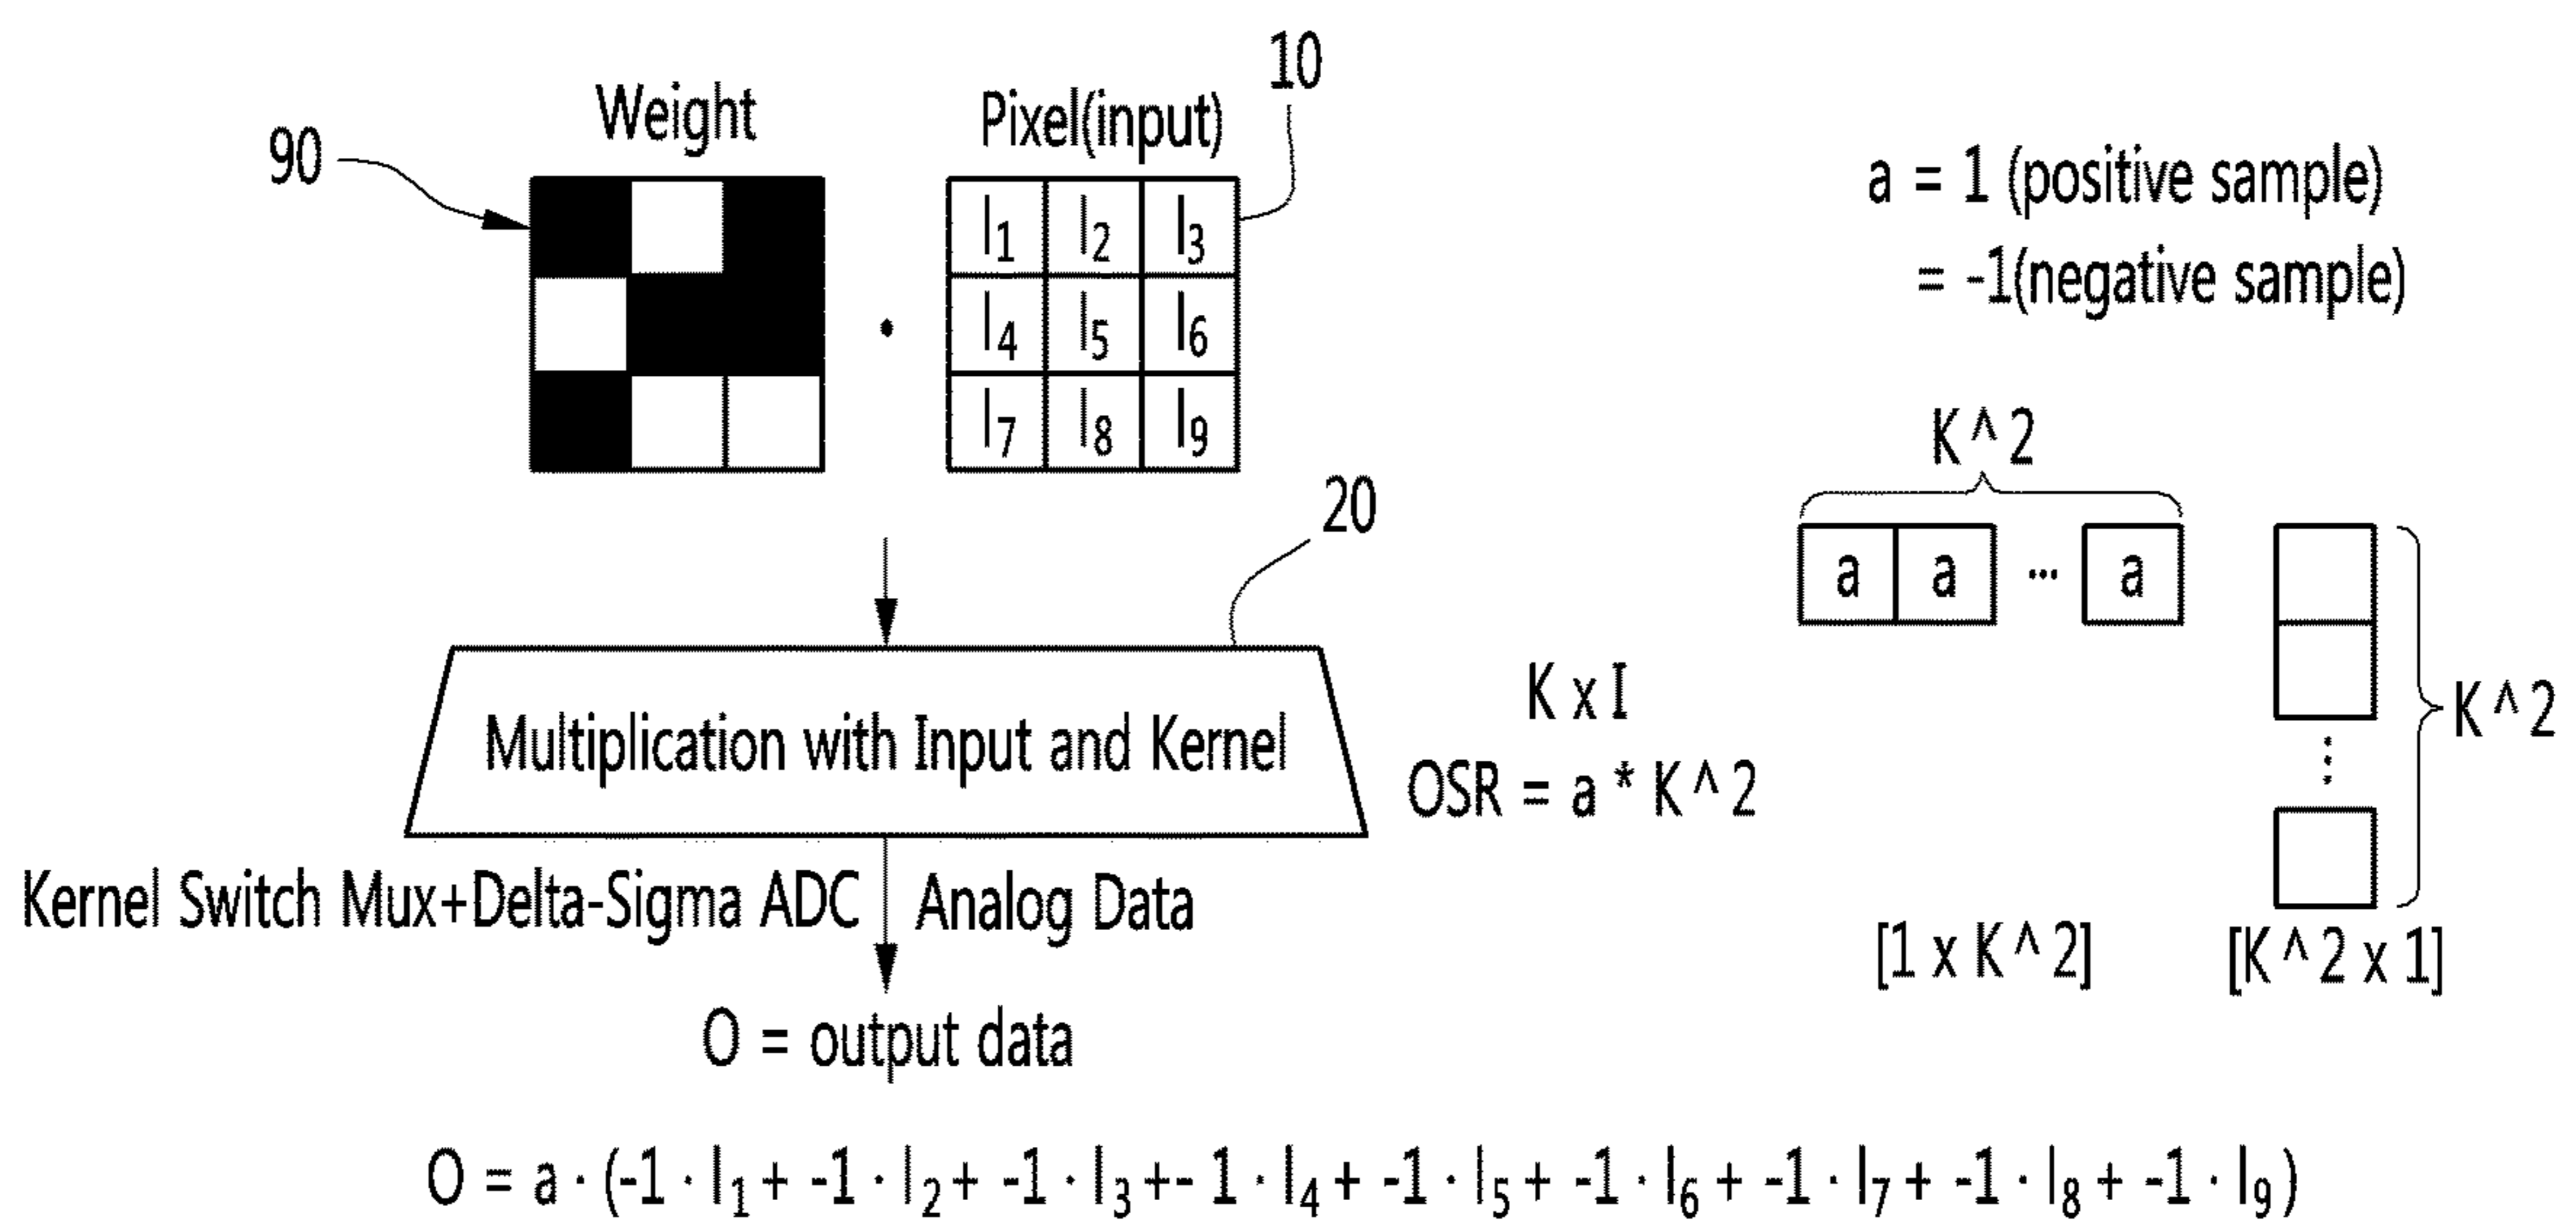 10
Weight
Pixel(input)
90
a = 1 (positive sample)
= -1(negative sample)
I1 I2 I3
I4 I5 I6
I7 I8 I9
K^2
20
a a ... a
K^2
Multiplication with Input and Kernel
K x I
OSR = a * K^2
Kernel Switch Mux+Delta-Sigma ADC
Analog Data
[1 x K^2]
[K^2 x 1]
O = output data
O = a · (-1 · I1 + -1 · I2 + -1 · I3 +- 1 · I4 + -1 · I5 + -1 · I6 + -1 · I7 + -1 · I8 + -1 · I9 )